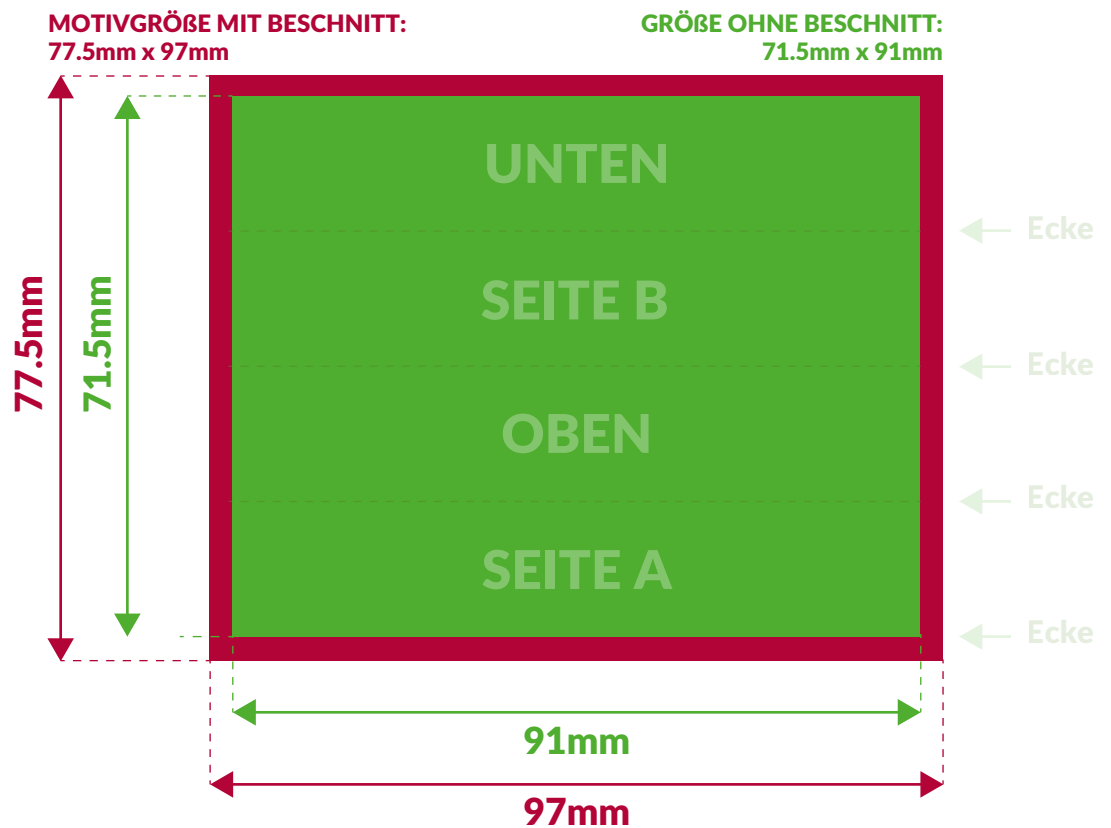 MOTIVGRÖßE MIT BESCHNITT:
77.5mm x 97mm
GRÖßE OHNE BESCHNITT:
71.5mm x 91mm
UNTEN
Ecke
SEITE B
77.5mm
71.5mm
Ecke
OBEN
Ecke
SEITE A
Ecke
91mm
97mm